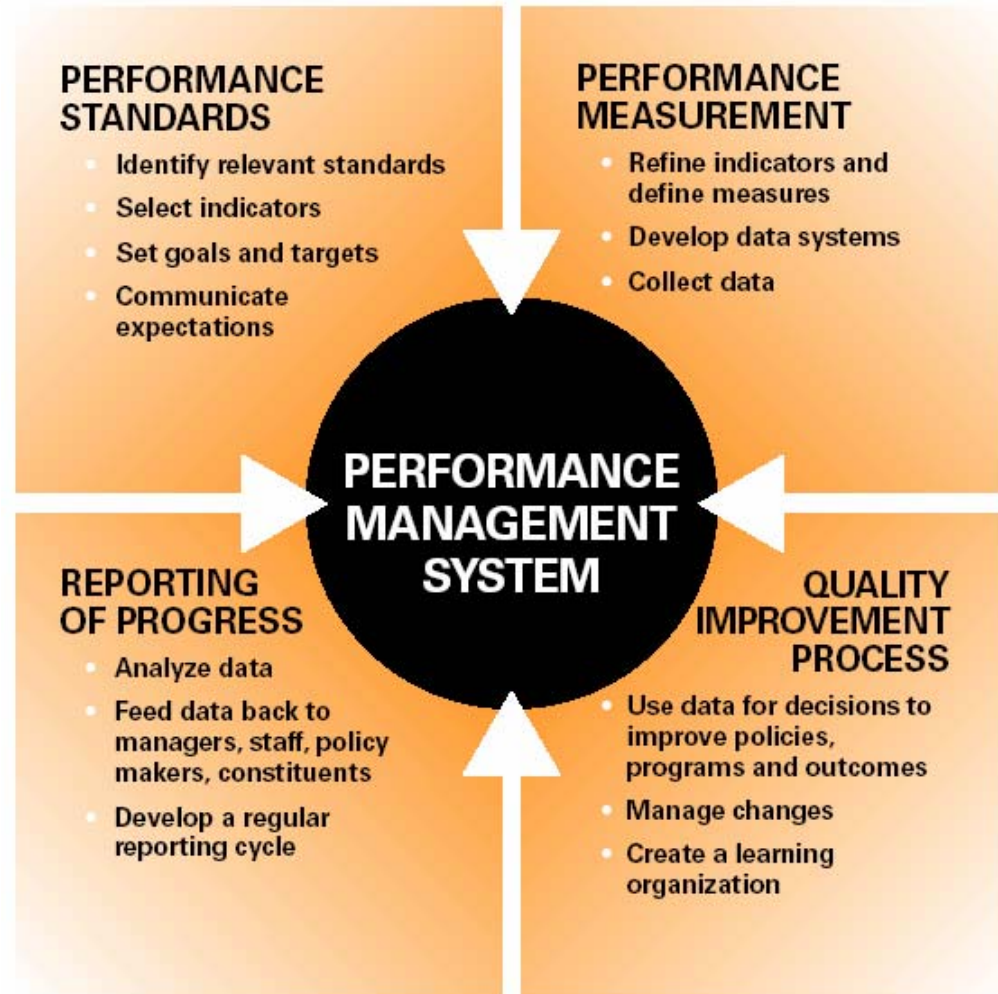 PERFORMANCE
STANDARDS
• Identify relevant standards
• Select indicators
• Set goals and targets
• Communicate
expectations
PERFORMANCE
MEASUREMENT
• Refine indicators and
define measures
• Develop data systems
• Collect data
PERFORMANCE
MANAGEMENT
SYSTEM
REPORTING
OF PROGRESS
• Analyze data
• Feed data back to
managers, staff, policy
makers, constituents
• Develop a regular
reporting cycle
QUALITY
IMPROVEMENT
PROCESS
• Use data for decisions to
improve policies,
programs and outcomes
• Manage changes
• Create a learning
organization